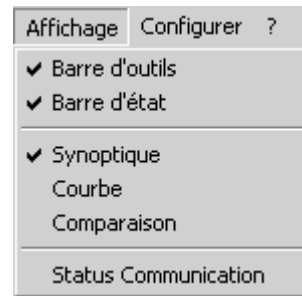 Affichage Configurer ?
✔ Barre d'outils
✔ Barre d'état
✔ Synoptique
Courbe
Comparaison
Status Communication